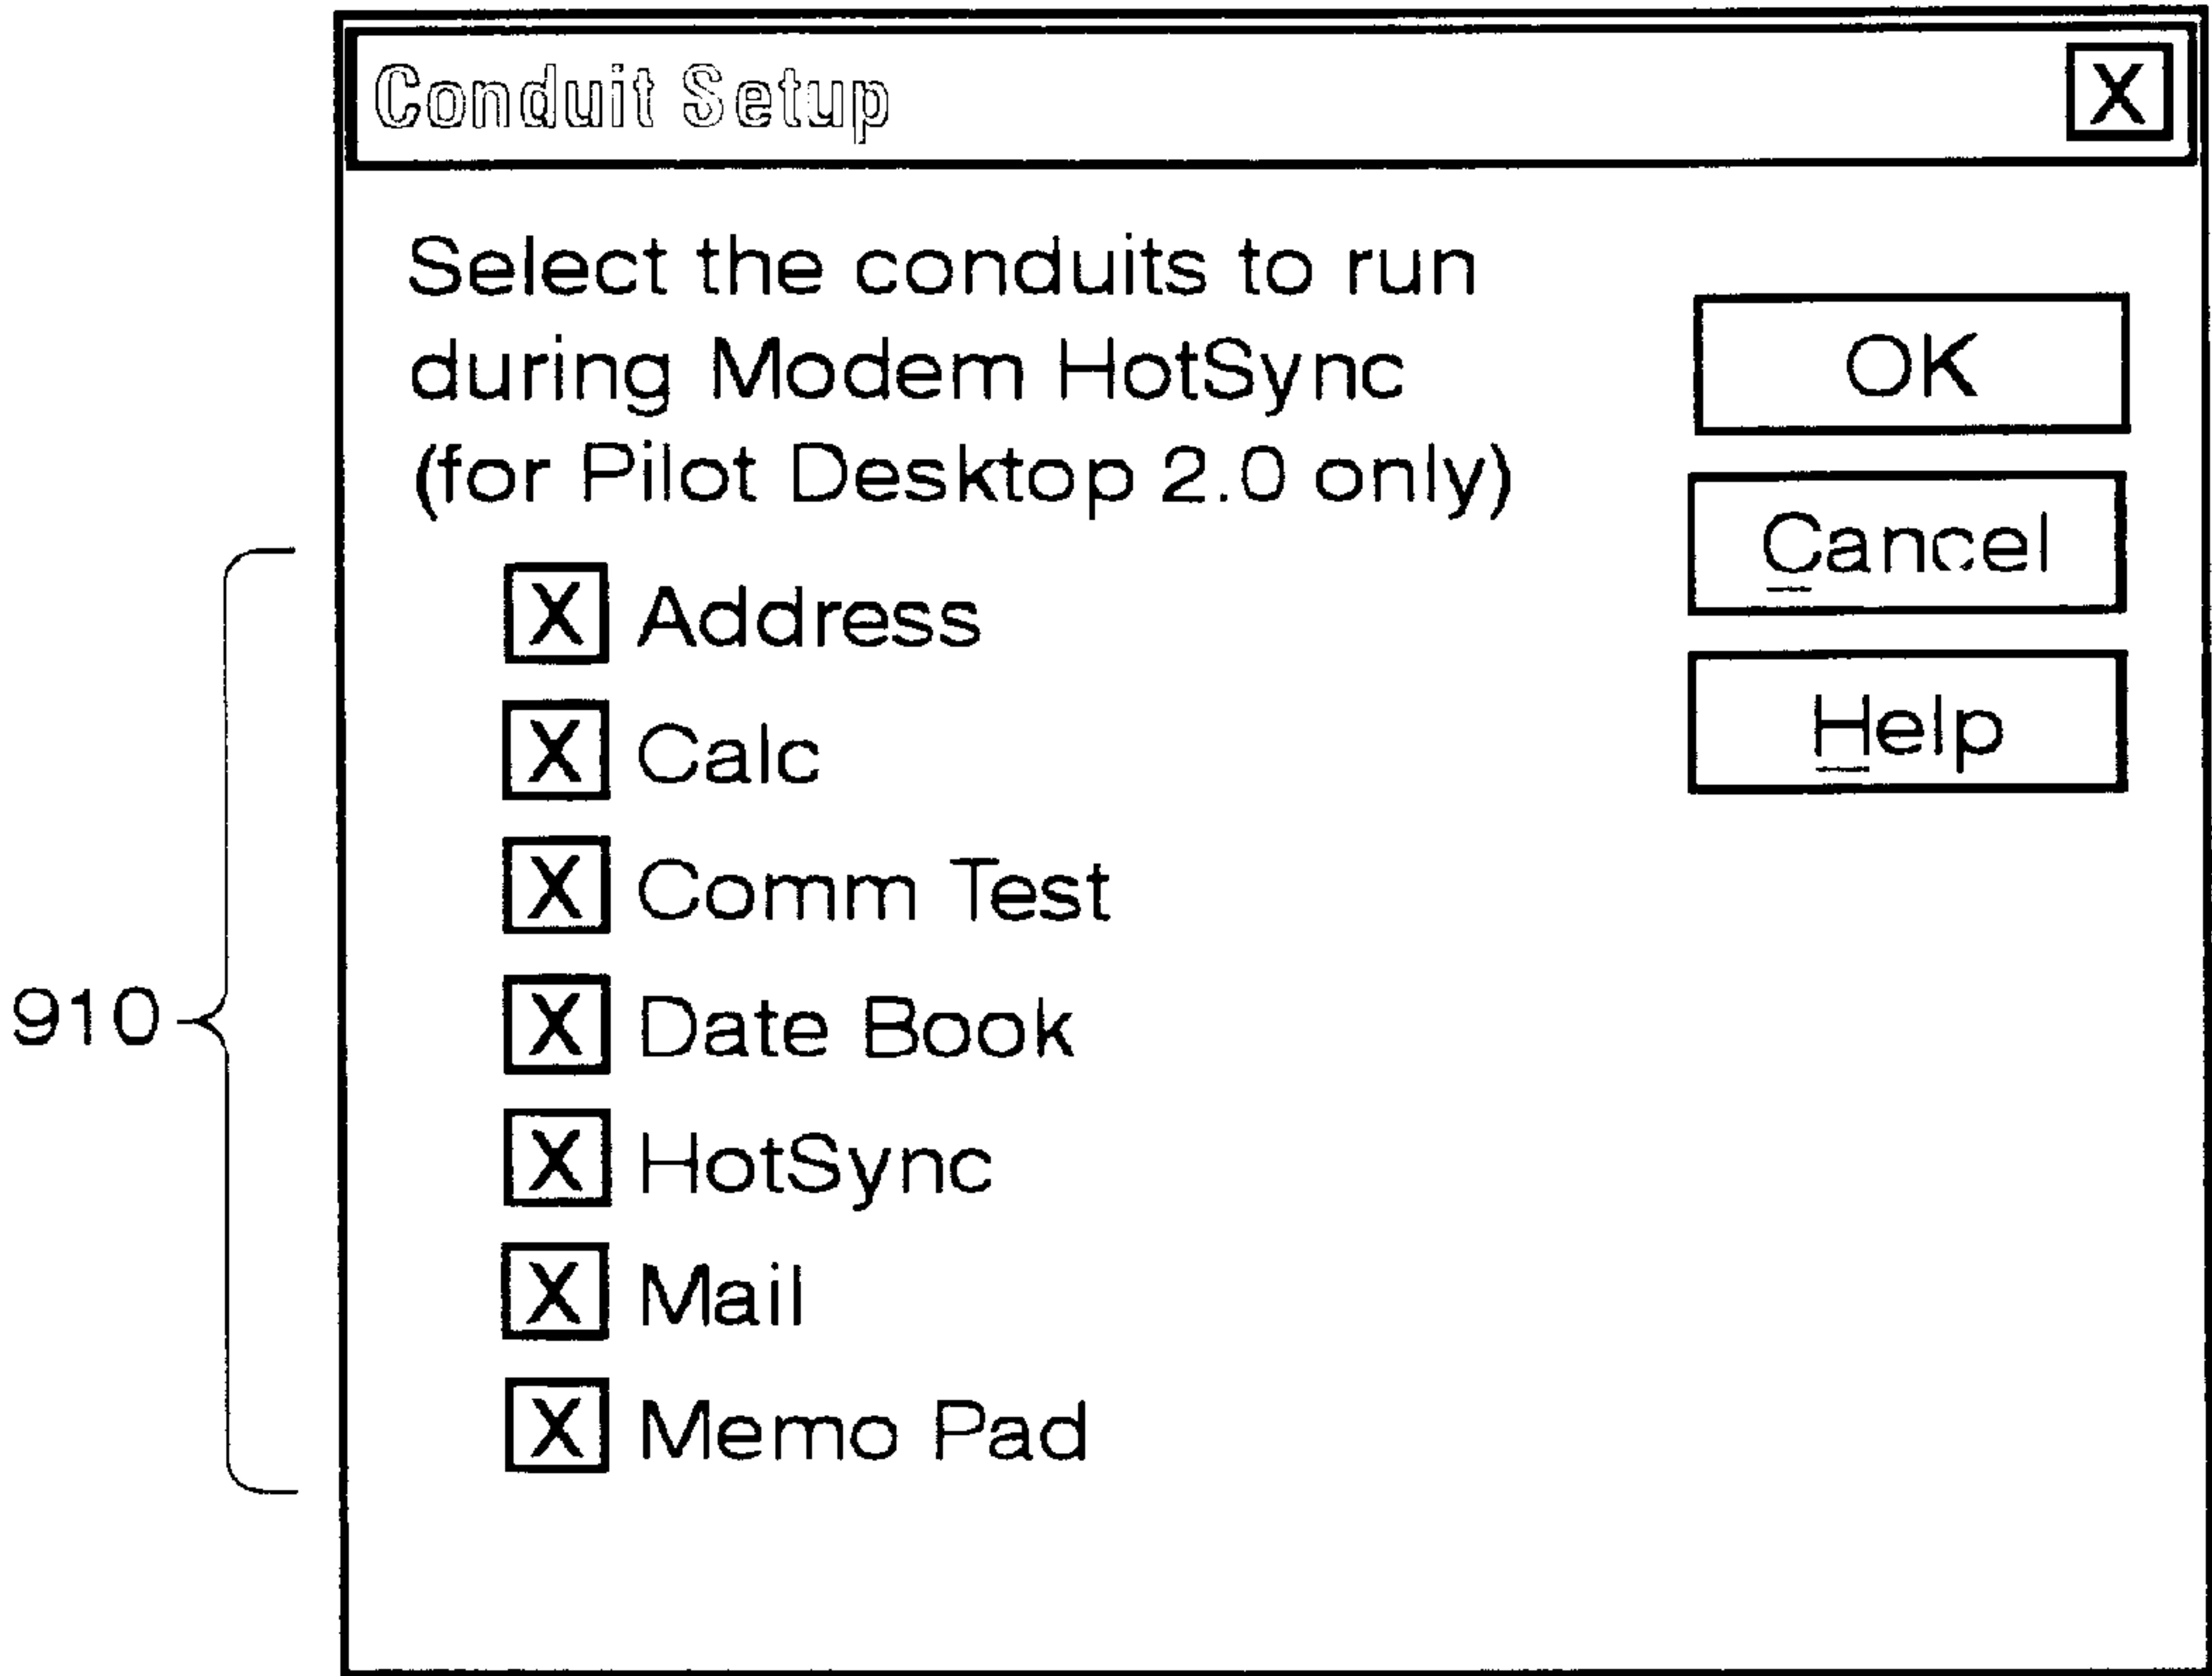 Conduit Setup X
Select the conduits to run
during Modem HotSync
(for Pilot Desktop 2.0 only)
OK
Cancel
Help
X Address
X Calc
X Comm Test
X Date Book
X HotSync
X Mail
X Memo Pad
910